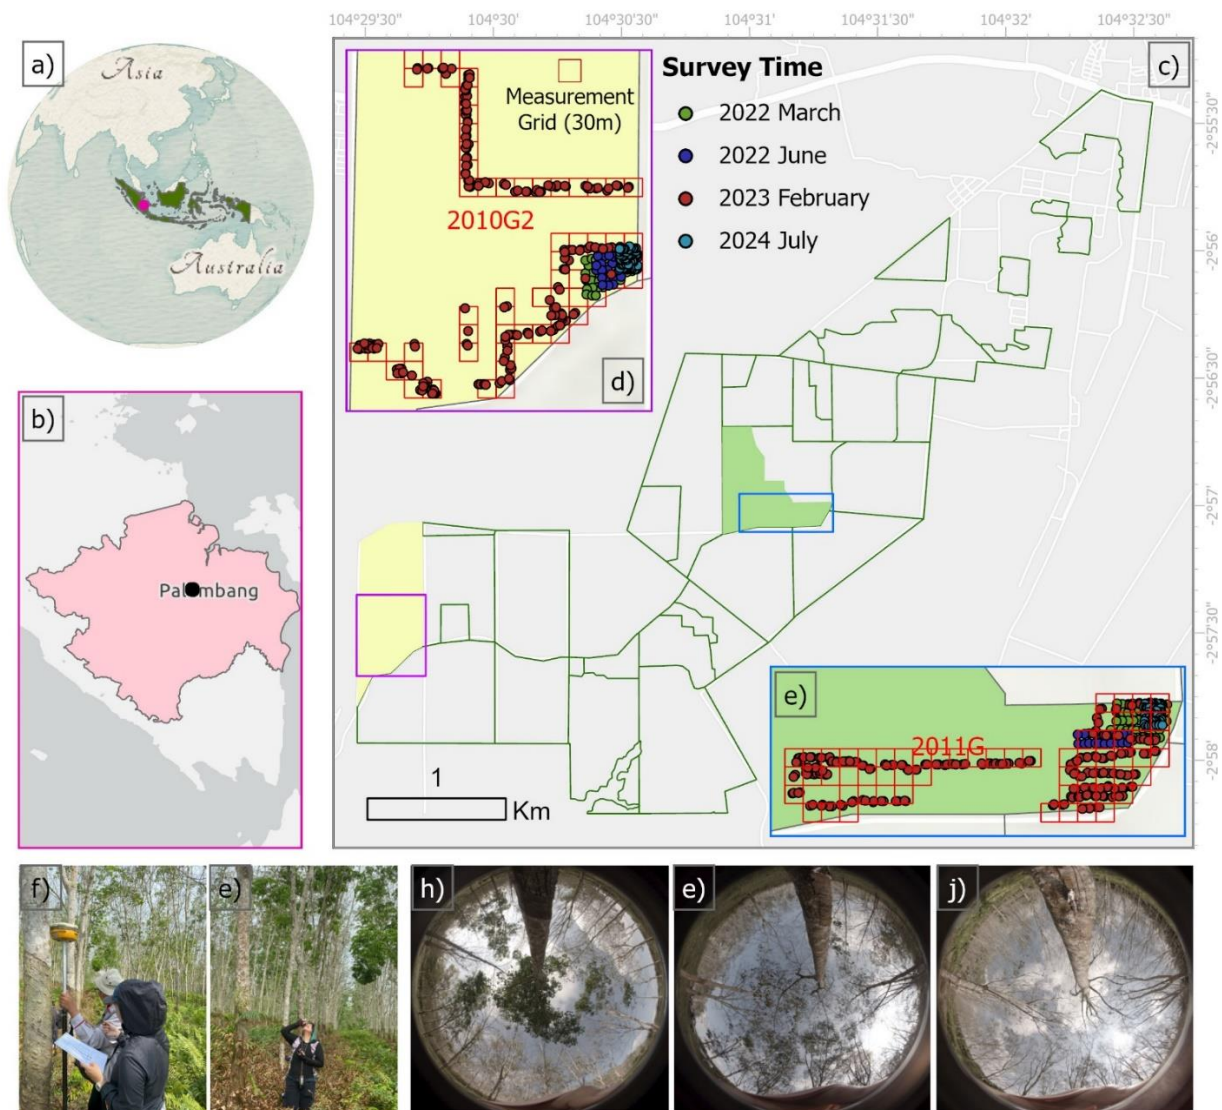 104°29'30" 104°30' 104°30'30" 104°31' 104°31'30" 104°32' 104°32'30"
a)
Asia
Australia
b)
Palembang
c)
Survey Time
2022 March
2022 June
2023 February
2024 July
Measurement
Grid (30m)
2010G2
d)
-2°55'30"
-2°56'
-2°56'30"
-2°57'
-2°57'30"
-2°58'
1
Km
e)
2011G
f)
e)
h)
e)
j)